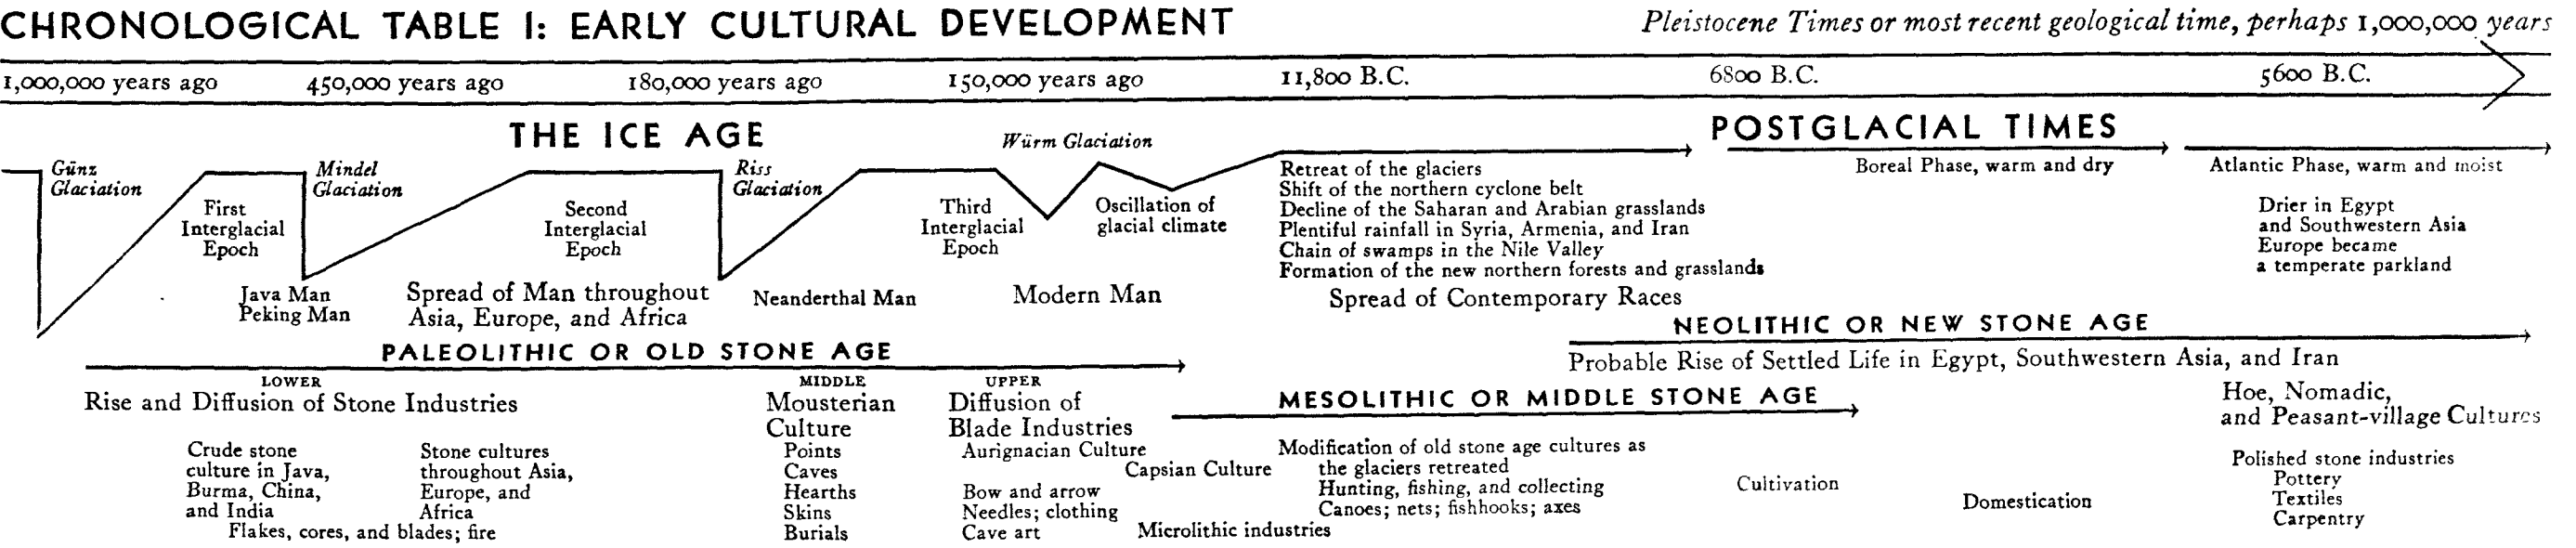 CHRONOLOGICAL TABLE I: EARLY CULTURAL DEVELOPMENT
Pleistocene Times or most recent geological time, perhaps 1,000,000 years
1,000,000 years ago
450,000 years ago
180,000 years ago
150,000 years ago
11,800 B.C.
6800 B.C.
5600 B.C.
THE ICE AGE
POSTGLACIAL TIMES
Günz
Glaciation
First
Interglacial
Epoch
Mindel
Glaciation
Second
Interglacial
Epoch
Riss
Glaciation
Third
Interglacial
Epoch
Würm Glaciation
Oscillation of
glacial climate
Retreat of the glaciers
Shift of the northern cyclone belt
Decline of the Saharan and Arabian grasslands
Plentiful rainfall in Syria, Armenia, and Iran
Chain of swamps in the Nile Valley
Formation of the new northern forests and grasslands
Boreal Phase, warm and dry
Atlantic Phase, warm and moist
Drier in Egypt
and Southwestern Asia
Europe became
a temperate parkland
Java Man
Peking Man
Spread of Man throughout
Asia, Europe, and Africa
Neanderthal Man
Modern Man
Spread of Contemporary Races
NEOLITHIC OR NEW STONE AGE
Probable Rise of Settled Life in Egypt, Southwestern Asia, and Iran
PALEOLITHIC OR OLD STONE AGE
LOWER
Rise and Diffusion of Stone Industries
Crude stone
culture in Java,
Burma, China,
and India
Stone cultures
throughout Asia,
Europe, and
Africa
Flakes, cores, and blades; fire
MIDDLE
Mousterian
Culture
Points
Caves
Hearths
Skins
Burials
UPPER
Diffusion of
Blade Industries
Aurignacian Culture
Capsian Culture
Bow and arrow
Needles; clothing
Cave art
Microlithic industries
MESOLITHIC OR MIDDLE STONE AGE
Modification of old stone age cultures as
the glaciers retreated
Hunting, fishing, and collecting
Canoes; nets; fishhooks; axes
Cultivation
Domestication
Hoe, Nomadic,
and Peasant-village Cultures
Polished stone industries
Pottery
Textiles
Carpentry